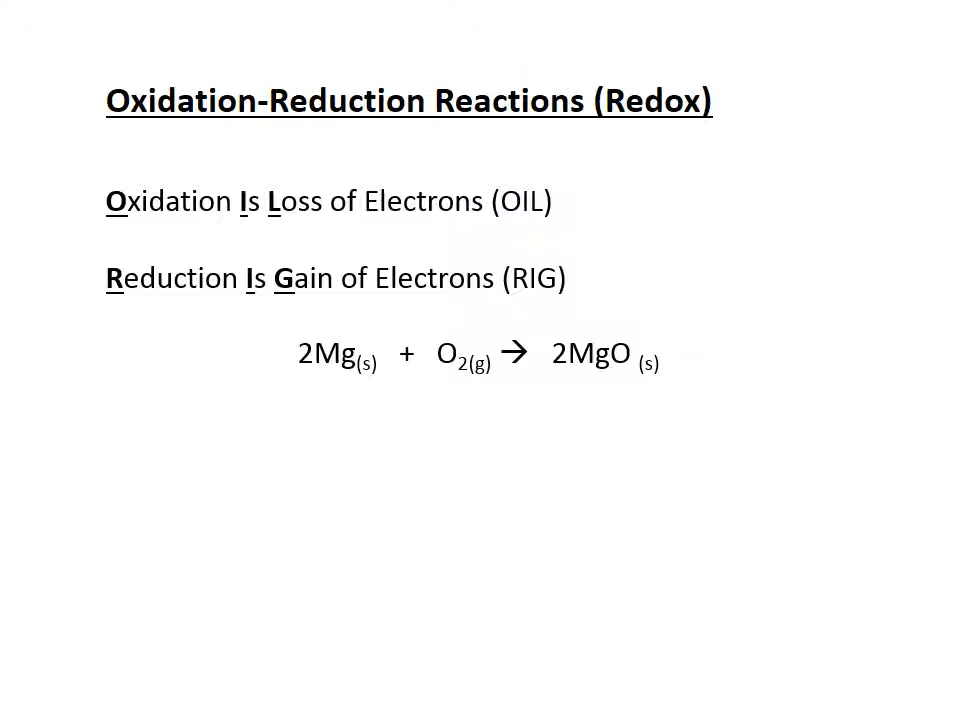 Oxidation-Reduction Reactions (Redox)
Oxidation Is Loss of Electrons (OIL)
Reduction Is Gain of Electrons (RIG)
2Mg(s) + O2(g) → 2MgO (s)